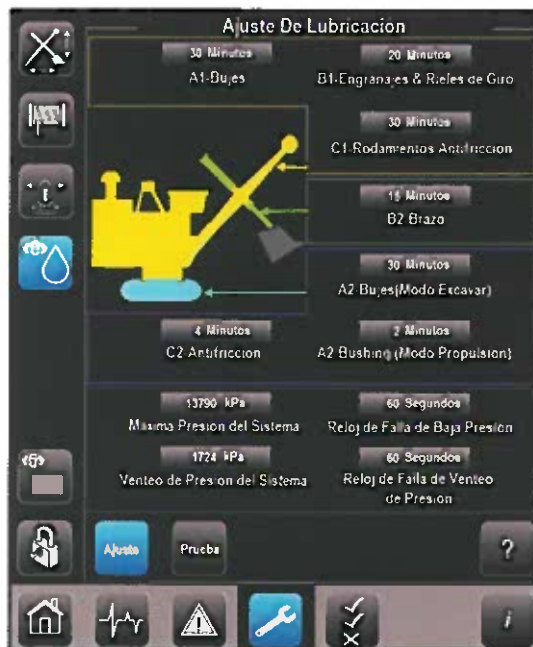 Ajuste De Lubricación
30 Minutos
A1-Bujes
20 Minutos
B1-Engranajes & Rieles de Giro
30 Minutos
C1-Rodamientos Antifriccion
15 Minutos
B2 Brazo
30 Minutos
A2-Bujes(Modo Excavar)
4 Minutos
C2-Antifriccion
2 Minutos
A2 Bushing (Modo Propulsion)
13790 kPa
Maxima Presion del Sistema
60 Segundos
Reloj de Falla de Baja Presion
1724 kPa
Venteo de Presion del Sistema
60 Segundos
Reloj de Falla de Venteo
de Presion
Ajuste
Prueba
?
i